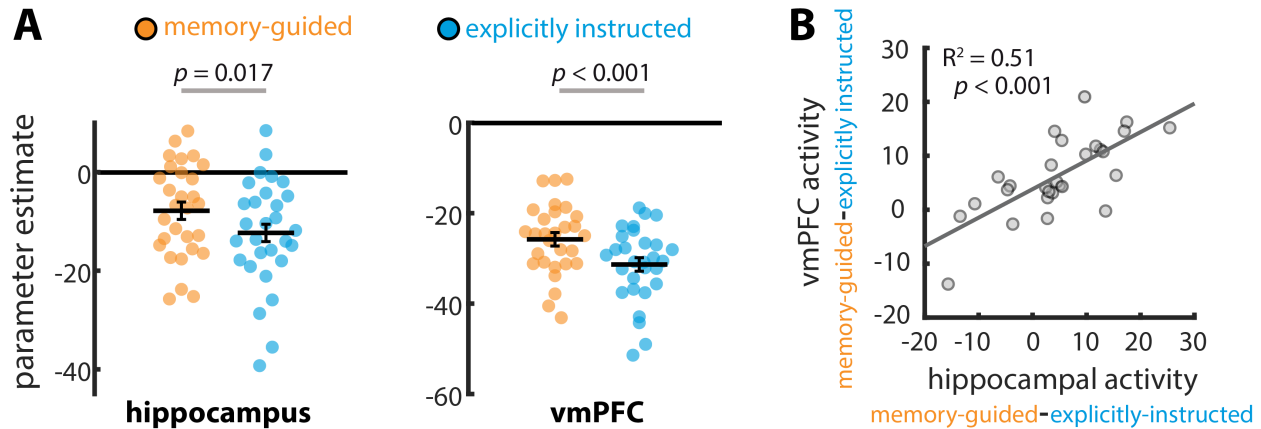 A
memory-guided
explicitly instructed
p = 0.017
p < 0.001
parameter estimate
0
-20
-40
hippocampus
0
-20
-40
-60
vmPFC
B
R² = 0.51
p < 0.001
vmPFC activity
memory-guided-explicitly instructed
30
20
10
0
-10
-20
-20
-10
0
10
20
30
hippocampal activity
memory-guided-explicitly-instructed